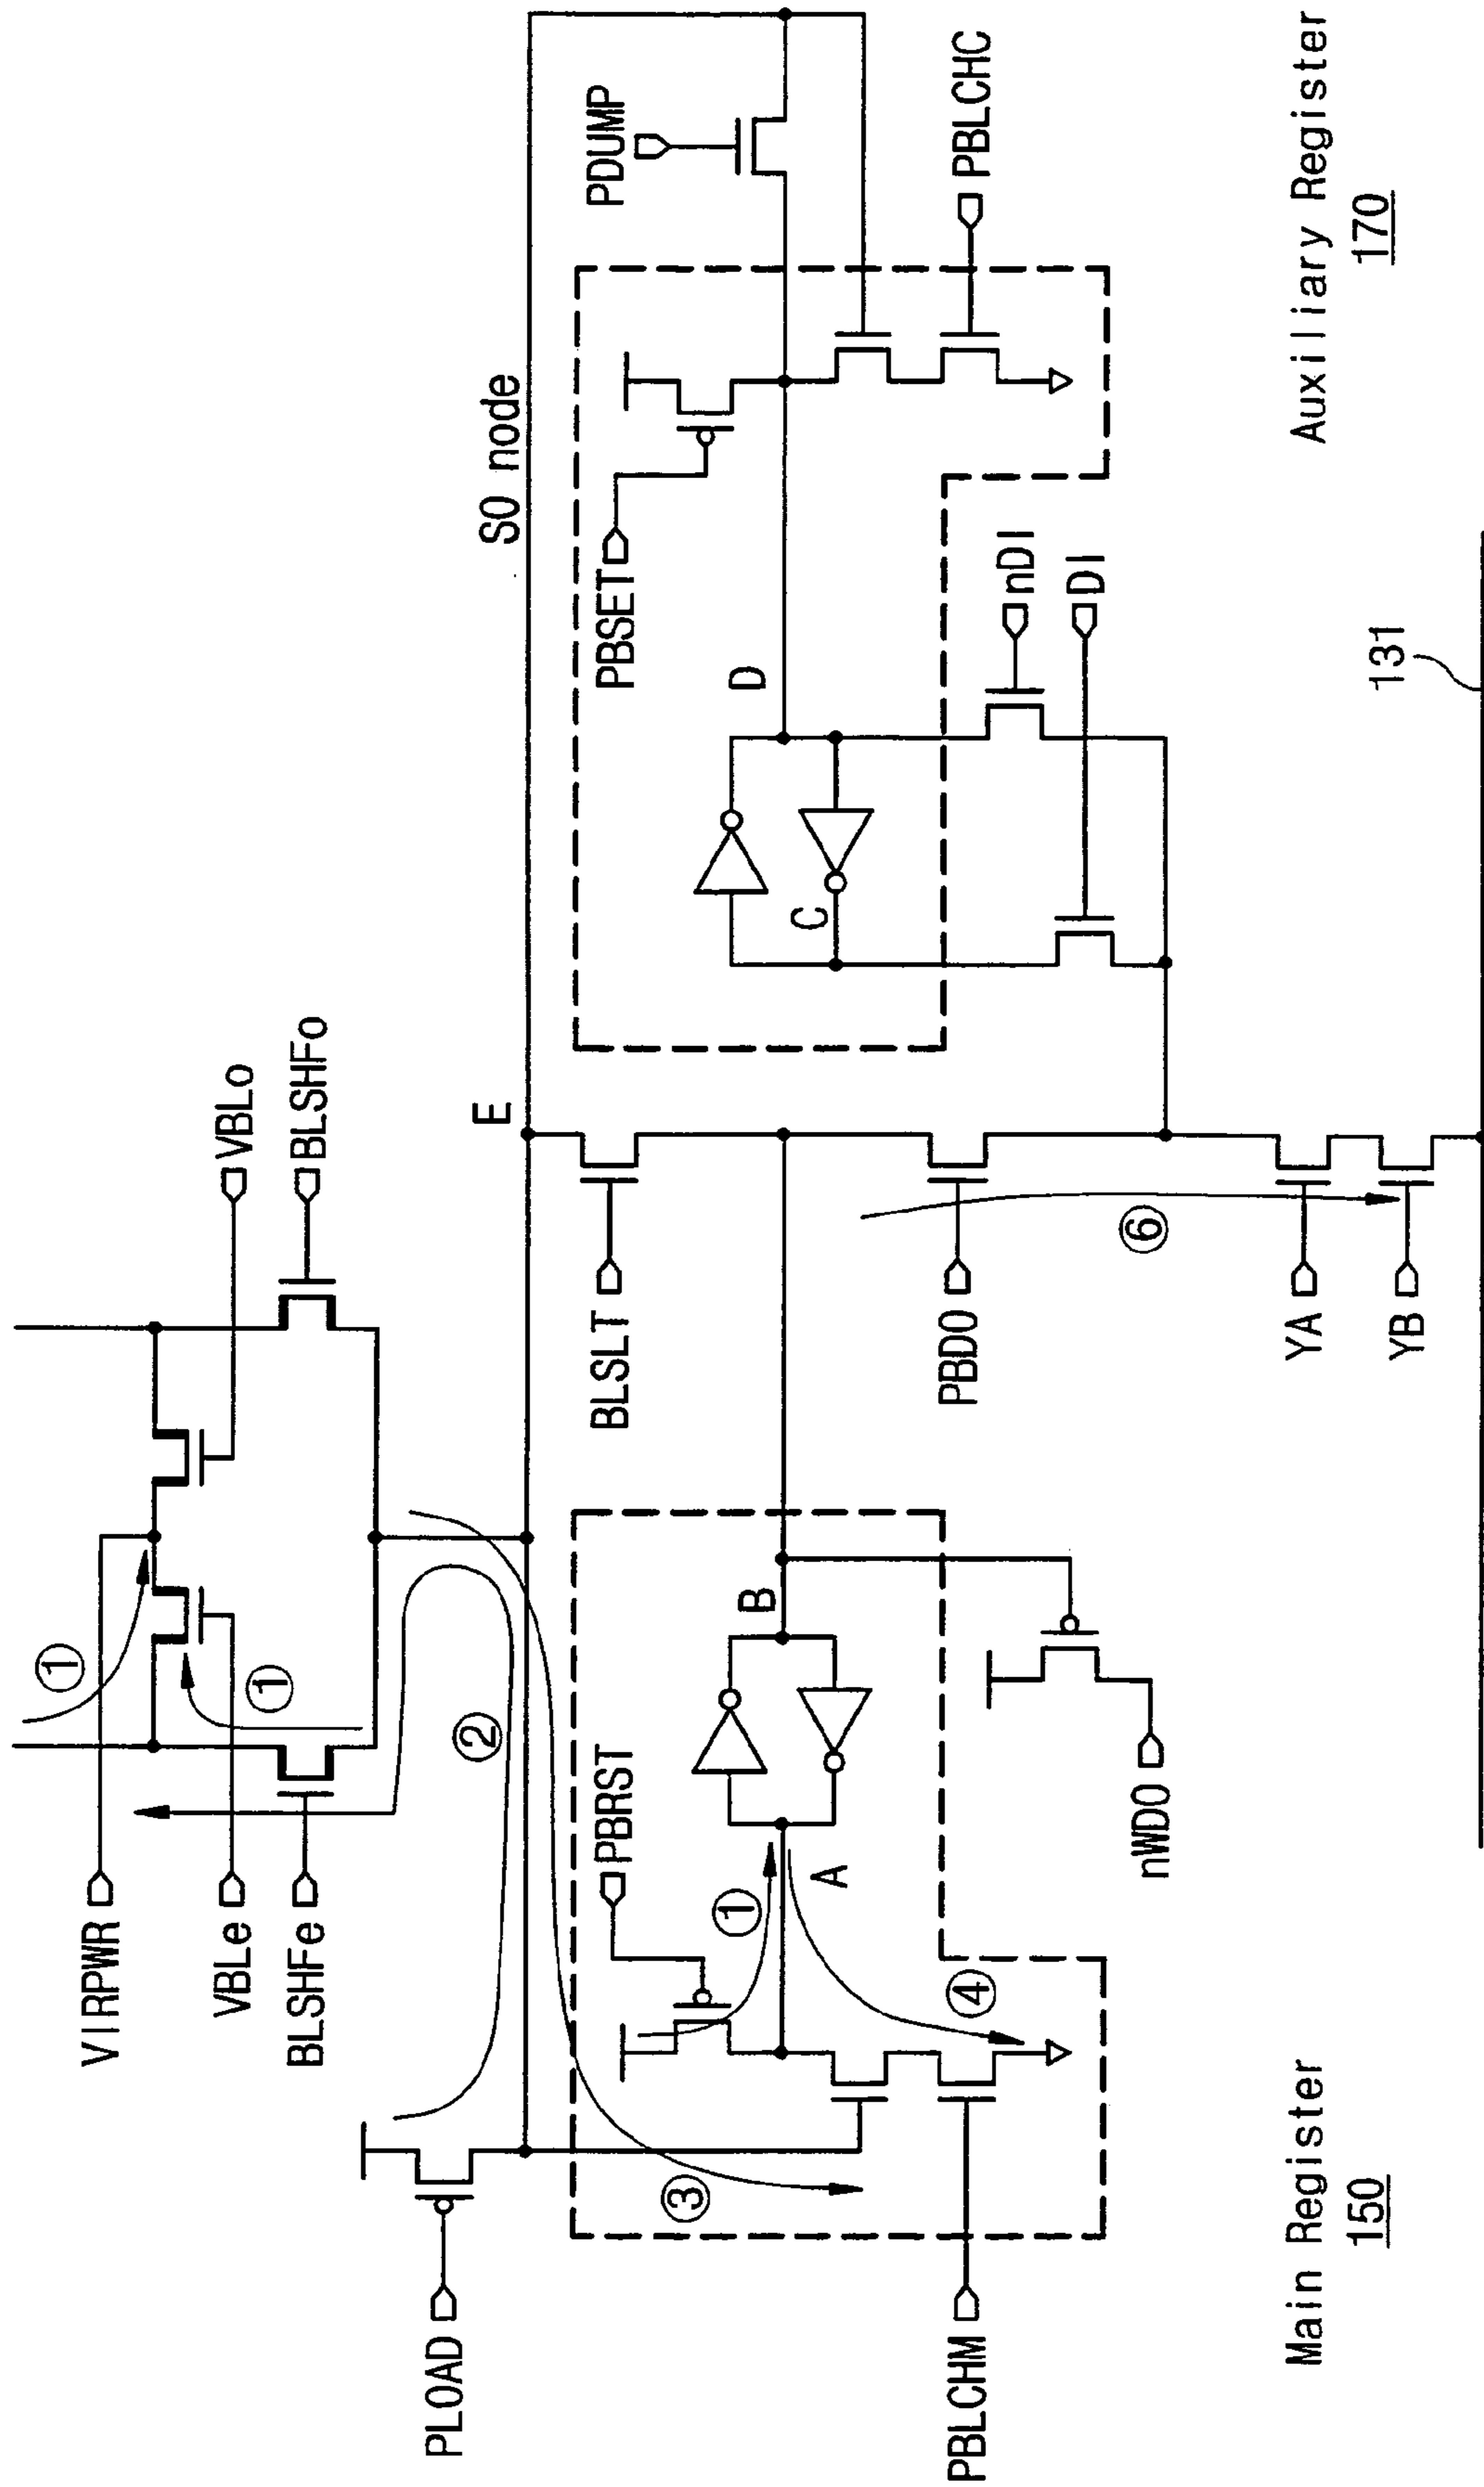 VIRPWR
VBLe
BLSHFe
VBLo
BLSHFo
①
①
②
PLOAD
E
SO node
③
PBRST
①
A
B
④
PBLCHM
nWDO
BLSLT
PBDO
⑥
YA
YB
PBSET
D
C
nDI
DI
PDUMP
PBLCHC
131
Main Register
150
Auxiliary Register
170